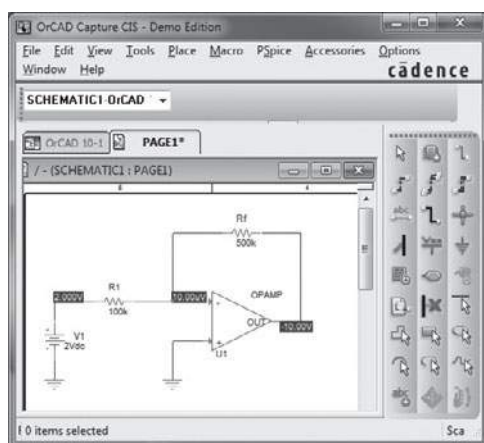 OrCAD Capture CIS - Demo Edition
File Edit View Tools Place Macro PSpice Accessories Options
Window Help
cādence
SCHEMATIC1-OrCAD
OrCAD 10-1 PAGE1*
/ - (SCHEMATIC1 : PAGE1)
Rf
500k
2.000V
R1
100k
10.00uV
OPAMP
OUT
-10.00V
U1
V1
2Vdc
0 items selected
Sca